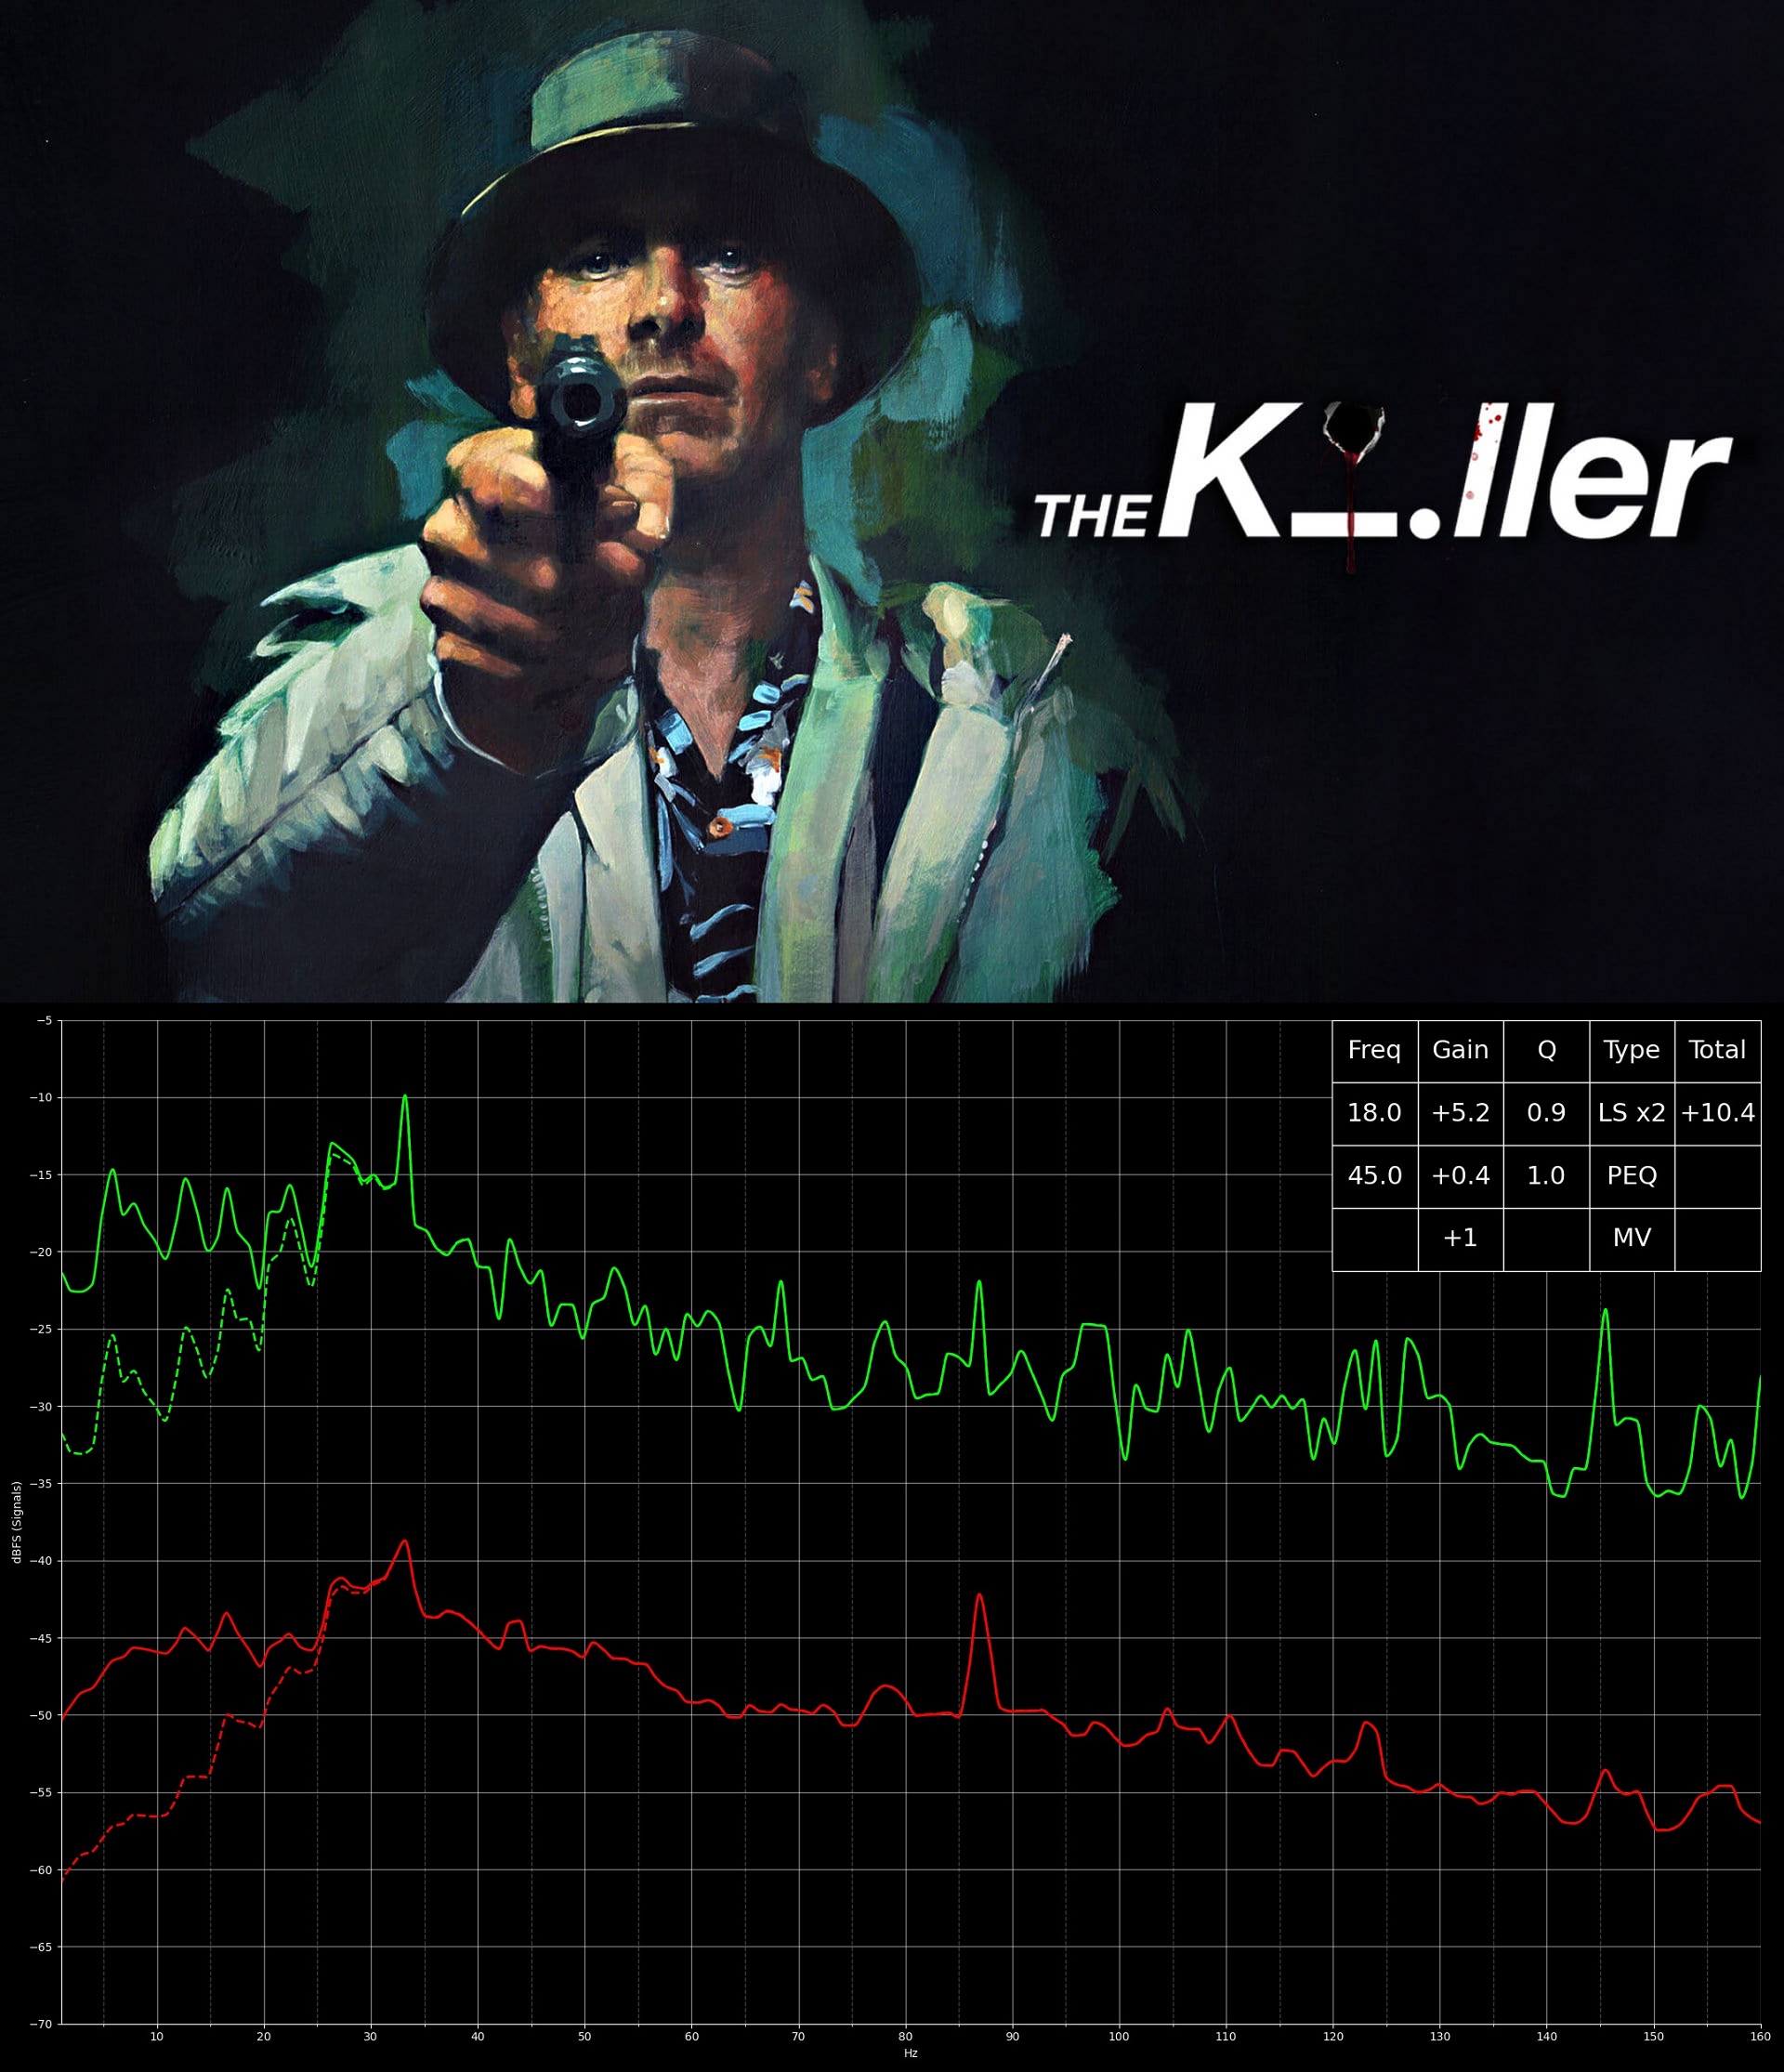 THE K_.ller
−5
Freq Gain Q Type Total
−10
18.0 +5.2 0.9 LS x2 +10.4
−15
45.0 +0.4 1.0 PEQ
−20
+1 MV
−25
−30
−35
dBFS (Signals)
−40
−45
−50
−55
−60
−65
−70
10 20 30 40 50 60 70 80 90 100 110 120 130 140 150 160
Hz